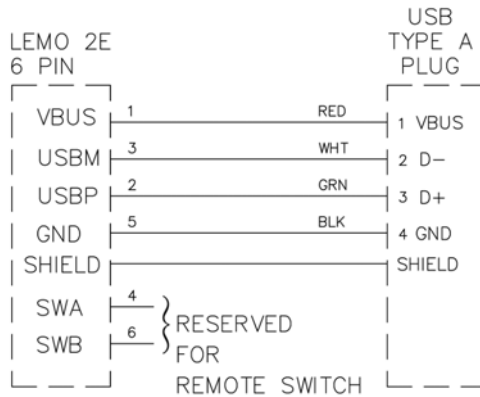 LEMO 2E
6 PIN
USB
TYPE A
PLUG
VBUS 1 RED 1 VBUS
USBM 3 WHT 2 D-
USBP 2 GRN 3 D+
GND 5 BLK 4 GND
SHIELD SHIELD
SWA 4
SWB 6
RESERVED
FOR
REMOTE SWITCH